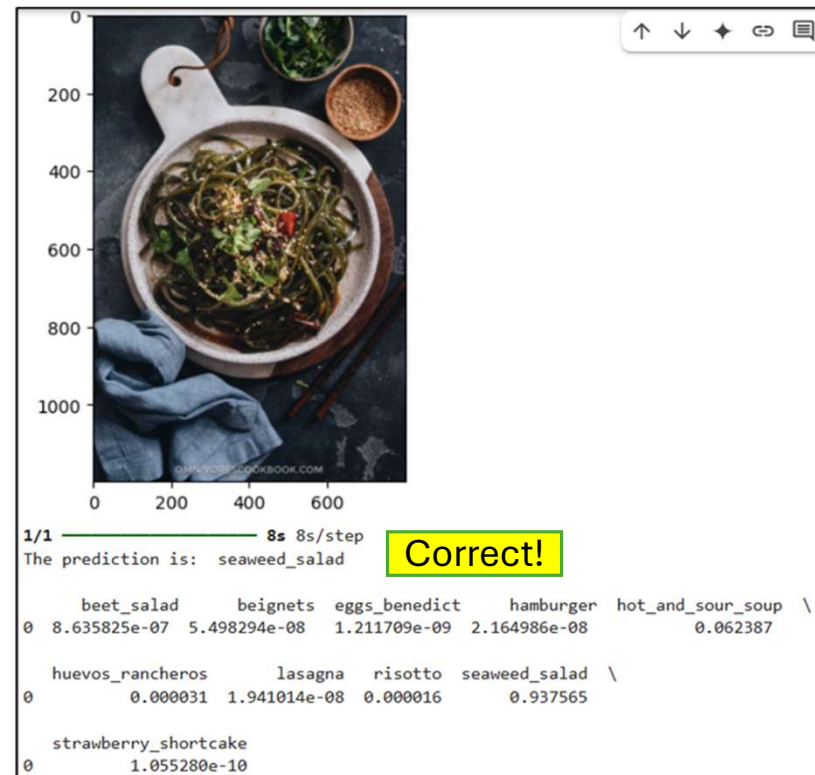 0
200
400
600
800
1000
OMNIVORESCOOKBOOK.COM
0 200 400 600
1/1 ━━━━━━━━━━━━━━━━━━━━ 8s 8s/step
The prediction is: seaweed_salad
Correct!
beet_salad beignets eggs_benedict hamburger hot_and_sour_soup \
0 8.635825e-07 5.498294e-08 1.211709e-09 2.164986e-08 0.062387
huevos_rancheros lasagna risotto seaweed_salad \
0 0.000031 1.941014e-08 0.000016 0.937565
strawberry_shortcake
0 1.055280e-10